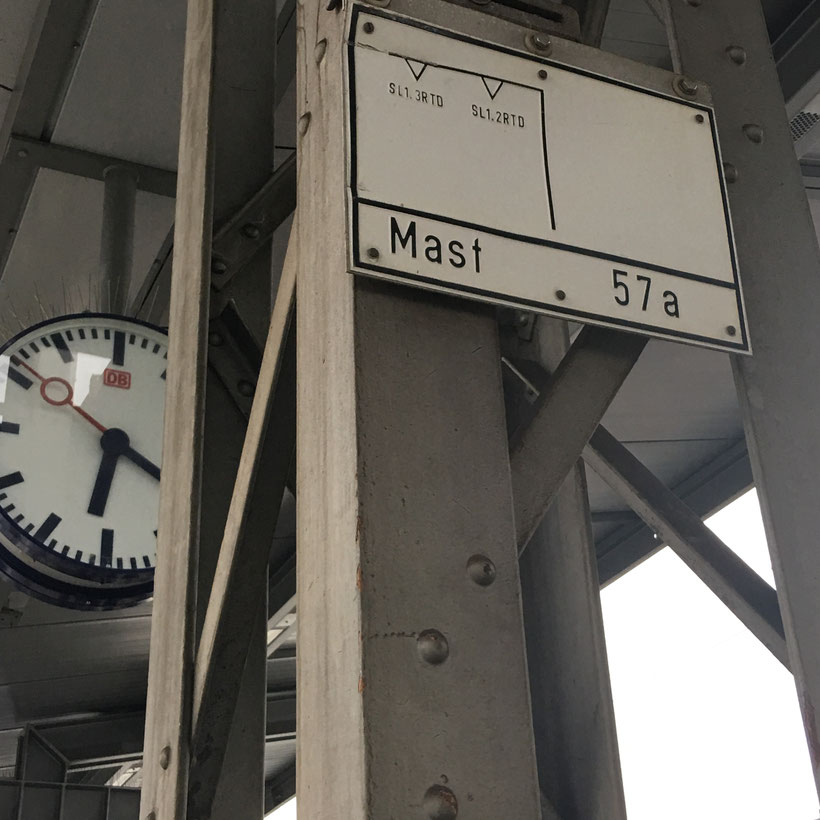 SL1.3RTD
SL1.2RTD
Mast 57a
DB